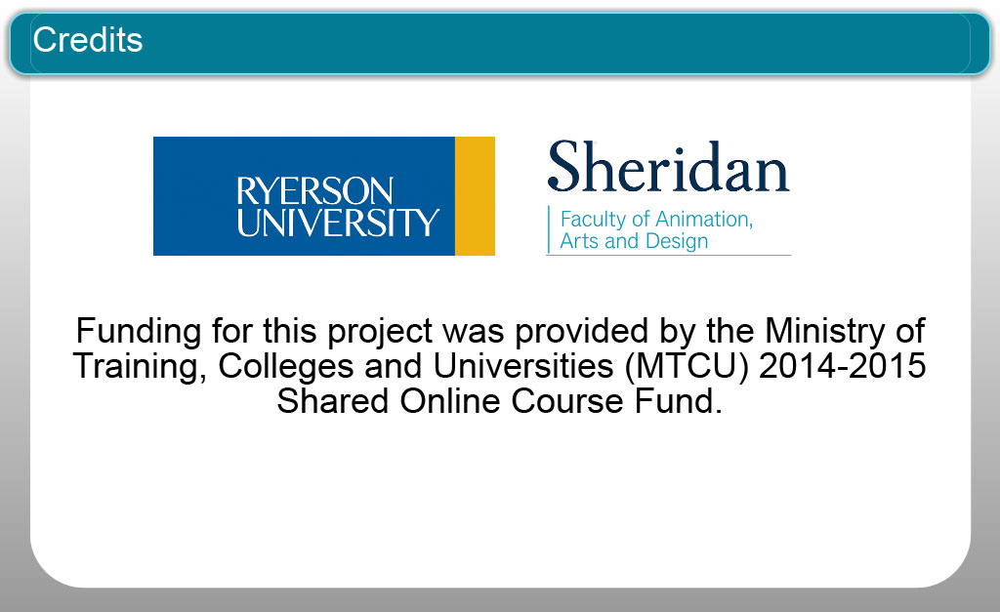 Credits
RYERSON
UNIVERSITY
Sheridan
Faculty of Animation,
Arts and Design
Funding for this project was provided by the Ministry of
Training, Colleges and Universities (MTCU) 2014-2015
Shared Online Course Fund.